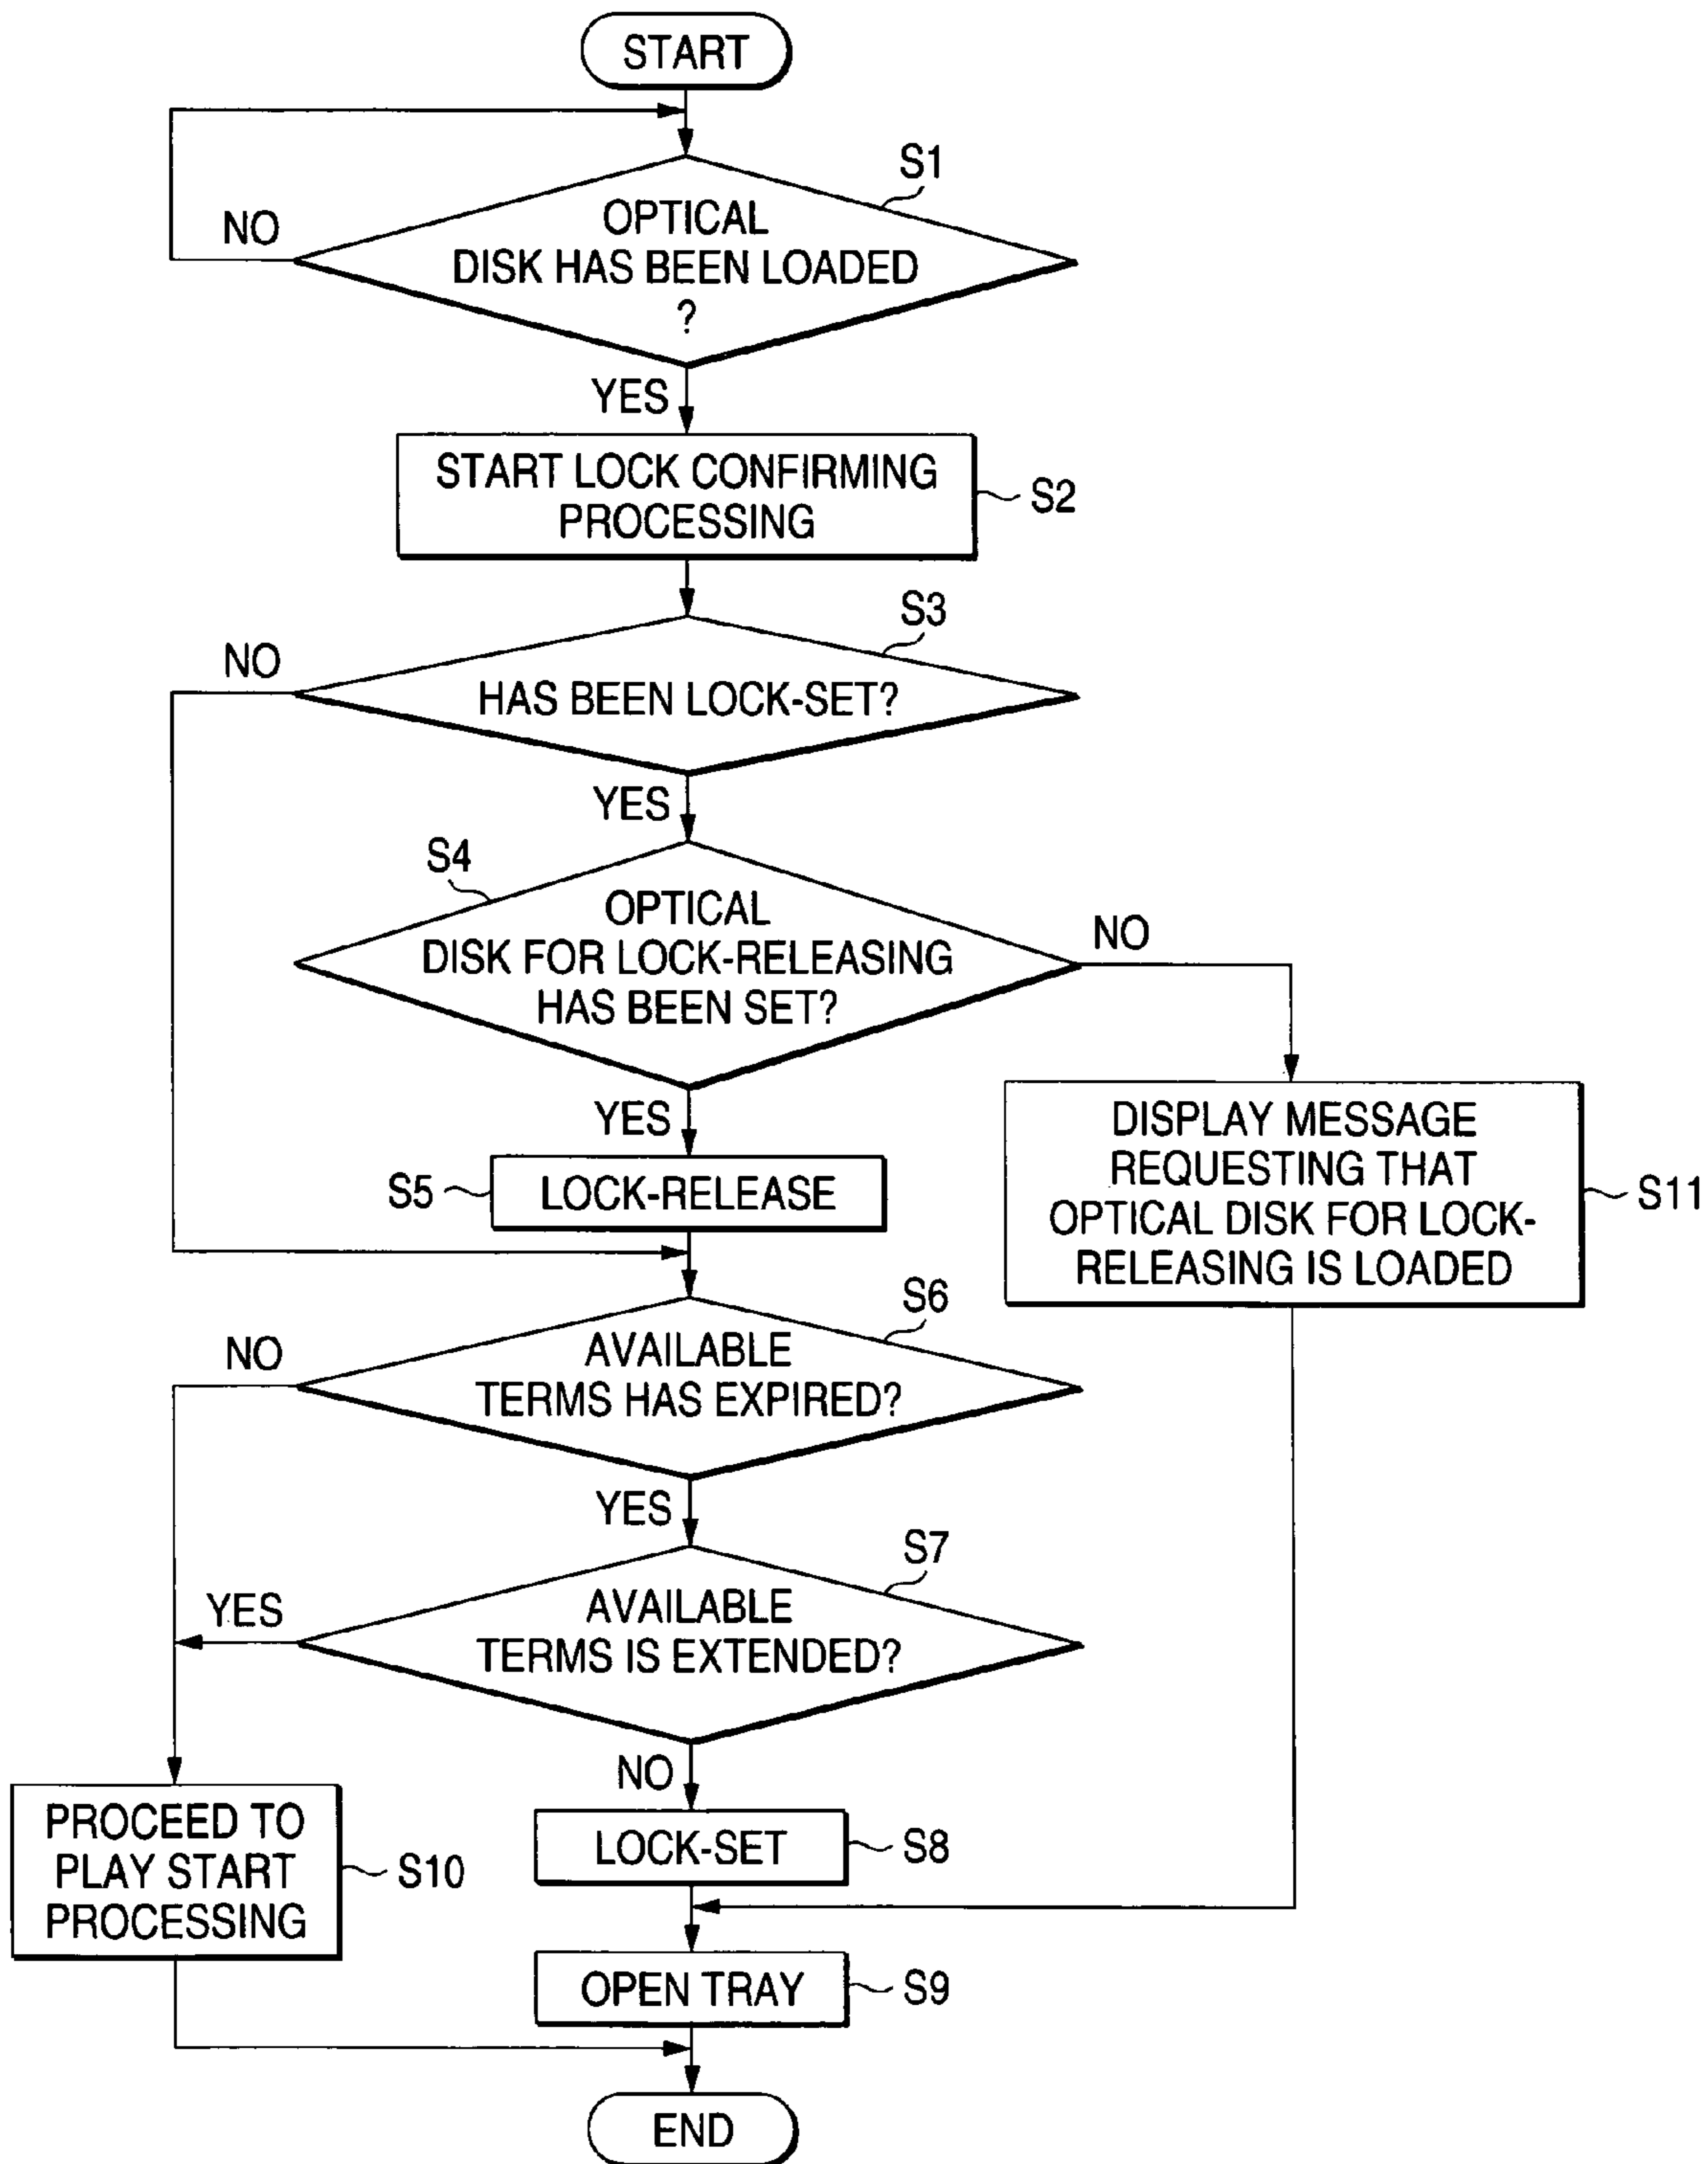 START
S1
NO
OPTICAL
DISK HAS BEEN LOADED
?
YES
START LOCK CONFIRMING
PROCESSING
S2
S3
NO
HAS BEEN LOCK-SET?
YES
S4
OPTICAL
DISK FOR LOCK-RELEASING
HAS BEEN SET?
NO
YES
S5
LOCK-RELEASE
DISPLAY MESSAGE
REQUESTING THAT
OPTICAL DISK FOR LOCK-
RELEASING IS LOADED
S11
S6
NO
AVAILABLE
TERMS HAS EXPIRED?
YES
S7
YES
AVAILABLE
TERMS IS EXTENDED?
NO
PROCEED TO
PLAY START
PROCESSING
S10
LOCK-SET
S8
OPEN TRAY
S9
END